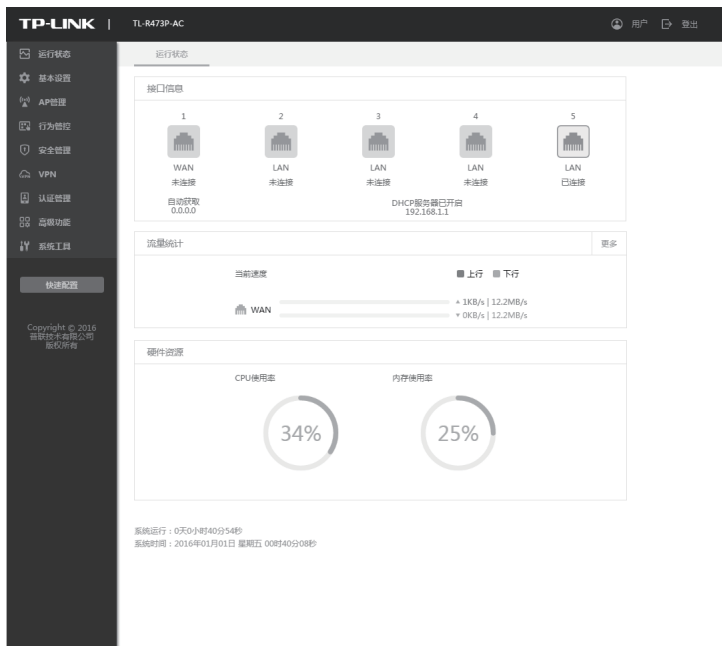 TP-LINK | TL-R473P-AC 用户 登出
运行状态
基本设置
AP管理
行为管控
安全管理
VPN
认证管理
高级功能
系统工具
快速配置
Copyright © 2016
普联技术有限公司
版权所有
运行状态
接口信息
1 2 3 4 5
WAN LAN LAN LAN LAN
未连接 未连接 未连接 未连接 已连接
自动获取 DHCP服务器已开启
0.0.0.0 192.168.1.1
流量统计 更多
当前速度 上行 下行
WAN
1KB/s | 12.2MB/s
0KB/s | 12.2MB/s
硬件资源
CPU使用率 内存使用率
34% 25%
系统运行：0天0小时40分54秒
系统时间：2016年01月01日 星期五 00时40分08秒